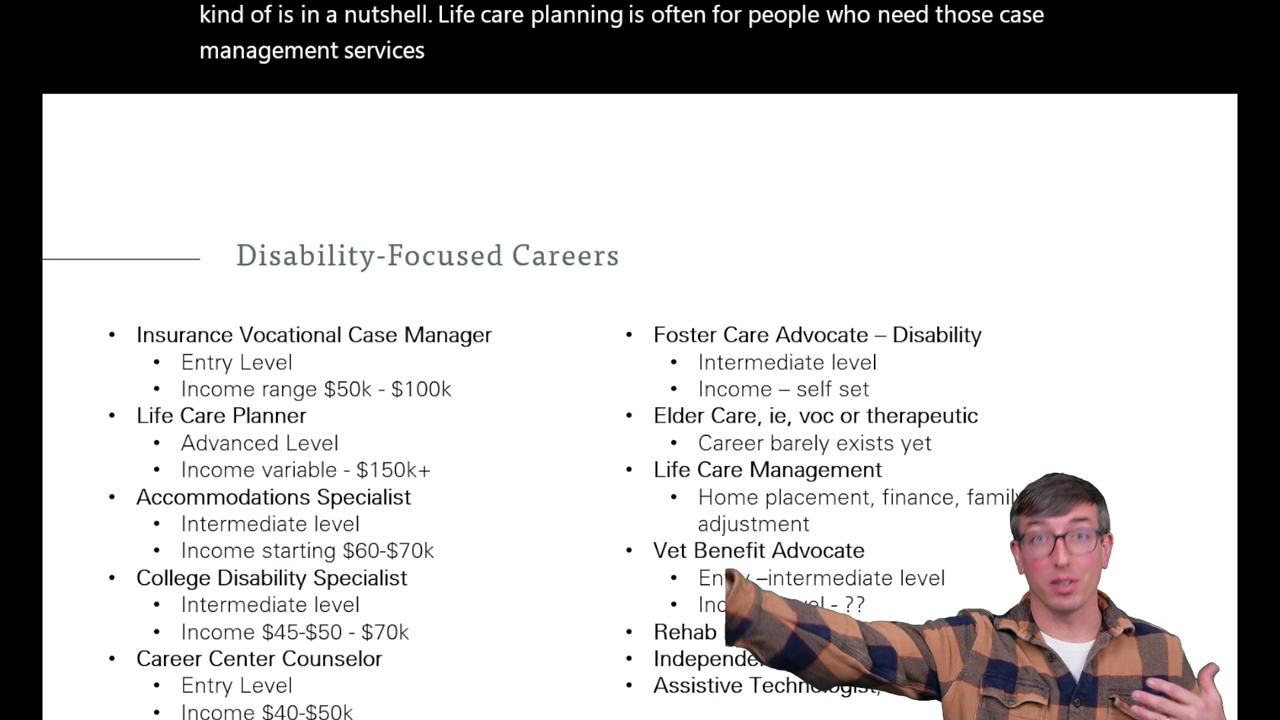 kind of is in a nutshell. Life care planning is often for people who need those case
management services
Disability-Focused Careers
• Insurance Vocational Case Manager
• Entry Level
• Income range $50k - $100k
• Life Care Planner
• Advanced Level
• Income variable - $150k+
• Accommodations Specialist
• Intermediate level
• Income starting $60-$70k
• College Disability Specialist
• Intermediate level
• Income $45-$50 - $70k
• Career Center Counselor
• Entry Level
• Income $40-$50k
• Foster Care Advocate – Disability
• Intermediate level
• Income – self set
• Elder Care, ie, voc or therapeutic
• Career barely exists yet
• Life Care Management
• Home placement, finance, family
adjustment
• Vet Benefit Advocate
• –intermediate level
• - ??
• Rehab
•
• Assistive Technologist,